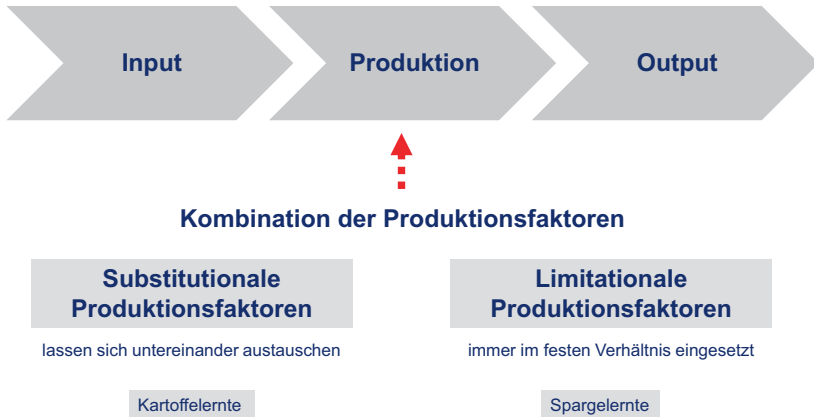 Input
Produktion
Output
Kombination der Produktionsfaktoren
Substitutionale
Produktionsfaktoren
lassen sich untereinander austauschen
Kartoffelernte
Limitationale
Produktionsfaktoren
immer im festen Verhältnis eingesetzt
Spargelernte